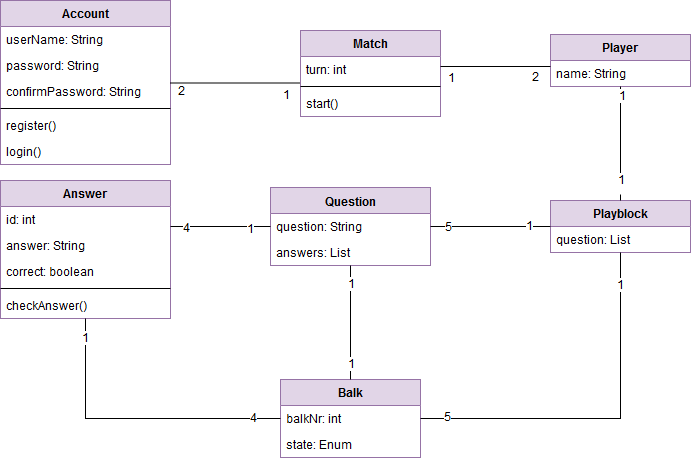 Account
userName: String
password: String
confirmPassword: String
register()
login()
2
1
Match
turn: int
start()
1
2
Player
name: String
1
1
Answer
id: int
answer: String
correct: boolean
checkAnswer()
4
1
Question
question: String
answers: List
5
1
Playblock
question: List
1
1
1
1
4
Balk
balkNr: int
state: Enum
5